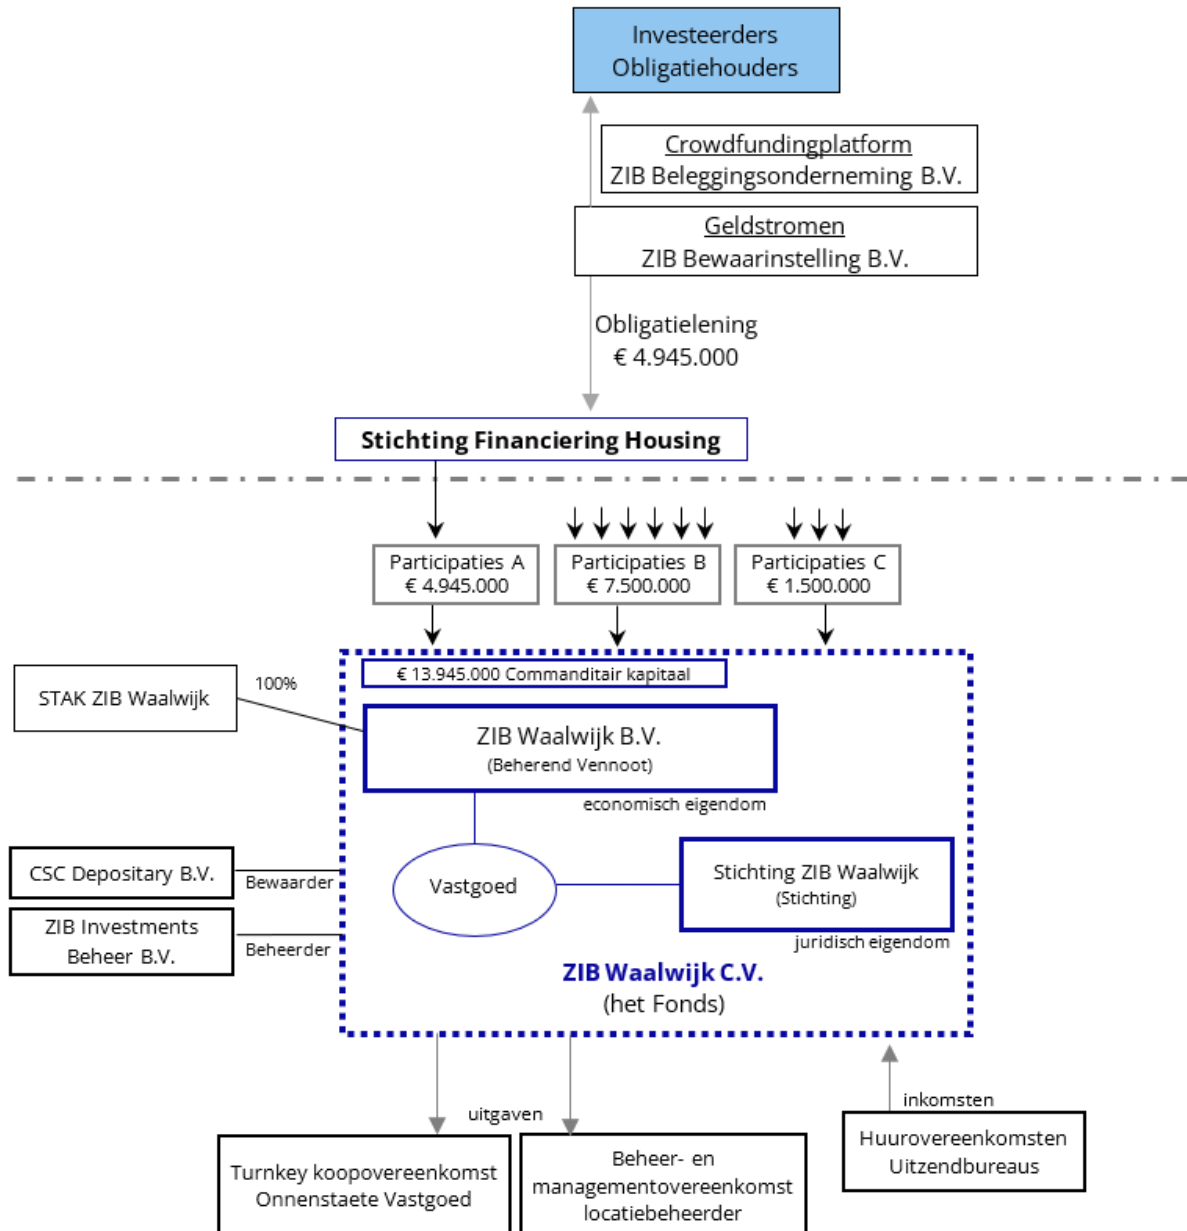 Investeerders
Obligatiehouders
Crowdfundingplatform
ZIB Beleggingsonderneming B.V.
Geldstromen
ZIB Bewaarinstelling B.V.
Obligatielening
€ 4.945.000
Stichting Financiering Housing
Participaties A
€ 4.945.000
Participaties B
€ 7.500.000
Participaties C
€ 1.500.000
€ 13.945.000 Commanditair kapitaal
STAK ZIB Waalwijk
100%
ZIB Waalwijk B.V.
(Beherend Vennoot)
economisch eigendom
CSC Depositary B.V.
Bewaarder
Vastgoed
Stichting ZIB Waalwijk
(Stichting)
juridisch eigendom
ZIB Investments
Beheer B.V.
Beheerder
ZIB Waalwijk C.V.
(het Fonds)
uitgaven
inkomsten
Turnkey koopovereenkomst
Onnenstaete Vastgoed
Beheer- en
managementovereenkomst
locatiebeheerder
Huurovereenkomsten
Uitzendbureaus